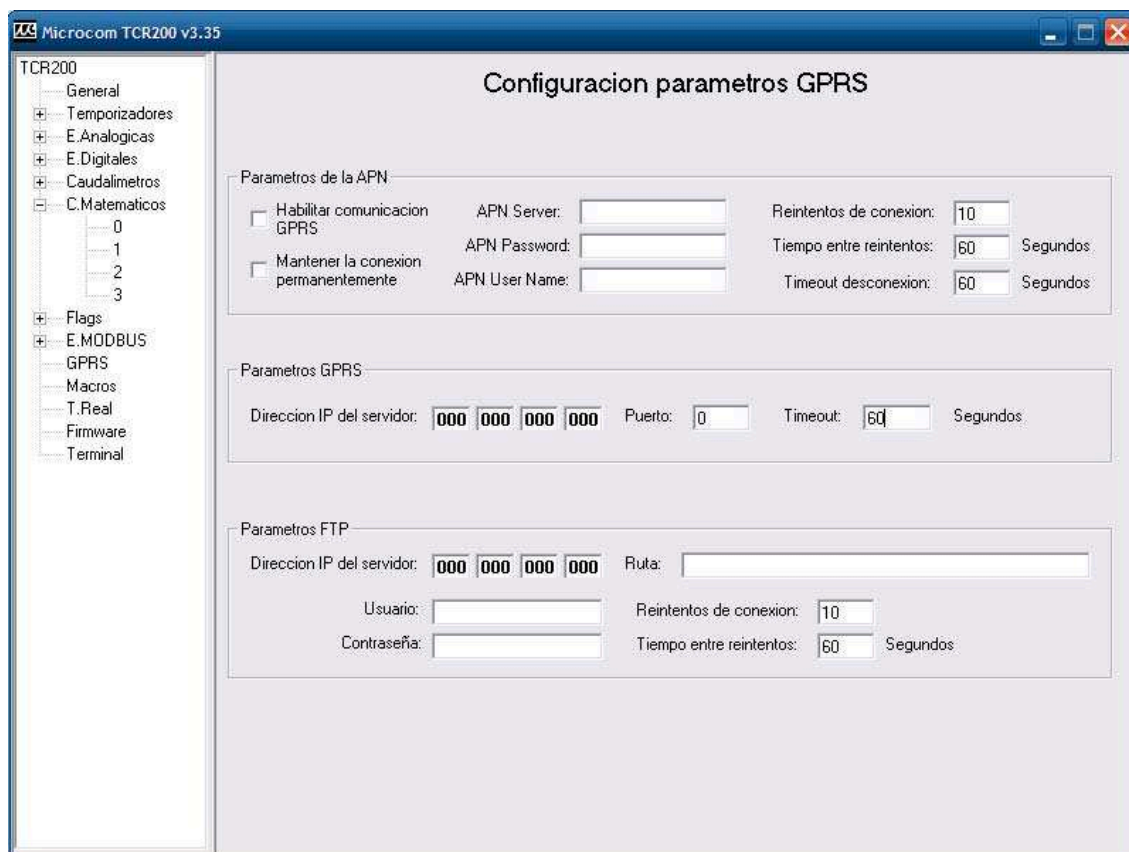 Microcom TCR200 v3.35
TCR200
General
Temporizadores
E.Analogicas
E.Digitales
Caudalimetros
C.Matematicos
0
1
2
3
Flags
E.MODBUS
GPRS
Macros
T.Real
Firmware
Terminal
Configuracion parametros GPRS
Parametros de la APN
Habilitar comunicacion
GPRS
Mantener la conexion
permanentemente
APN Server:
APN Password:
APN User Name:
Reintentos de conexion: 10
Tiempo entre reintentos: 60 Segundos
Timeout desconexion: 60 Segundos
Parametros GPRS
Direccion IP del servidor: 000 000 000 000 Puerto: 0 Timeout: 60 Segundos
Parametros FTP
Direccion IP del servidor: 000 000 000 000 Ruta:
Usuario: Reintentos de conexion: 10
Contraseña: Tiempo entre reintentos: 60 Segundos